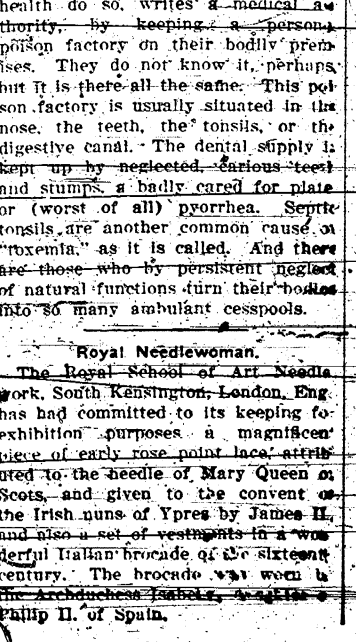 health do so, writes a medical au
thority, by keeping a personal
poison factory on their bodily prem
ises. They do not know it, perhaps,
but it is there all the same. This poi
son factory is usually situated in the
nose, the teeth, the tonsils, or the
digestive canal. The dental supply is
kept up by neglected, carious teeth
and stumps, a badly cared for plate
or (worst of all) pyorrhea. Septic
tonsils are another common cause of
"toxemia," as it is called. And there
are those who by persistent neglect
of natural functions turn their bodies
into so many ambulant cesspools.
Royal Needlewoman.
The Royal School of Art Needle
work, South Kensington, London, Eng
has had committed to its keeping for
exhibition purposes a magnificen
piece of early rose point lace, attrib
uted to the needle of Mary Queen of
Scots, and given to the convent of
the Irish nuns of Ypres by James II,
and also a set of vestments in a won
derful Italian brocade of the sixteenth
century. The brocade was worn by
the Archduchess Isabella, daughter of
Philip II. of Spain.